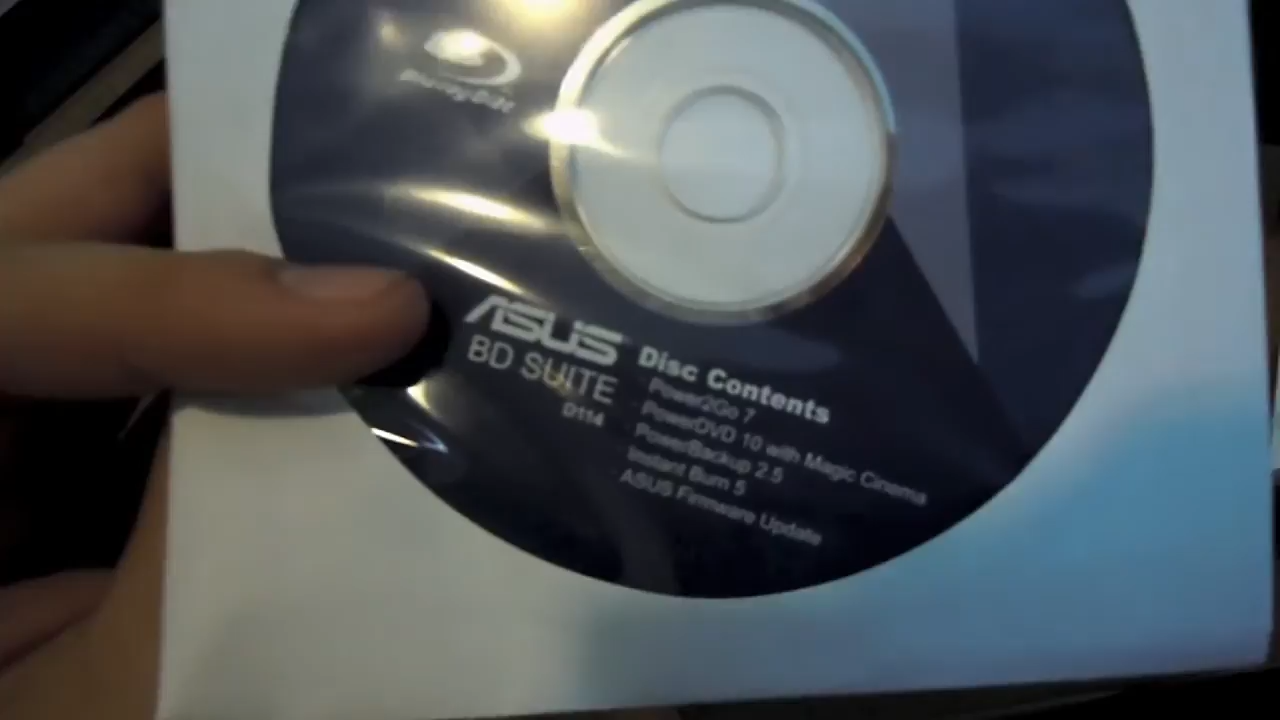 Blu-ray Disc
ASUS
BD SUITE
D114
Disc Contents
Power2Go 7
PowerDVD 10 with Magic Cinema
PowerBackup 2.5
Instant Burn 5
ASUS Firmware Update